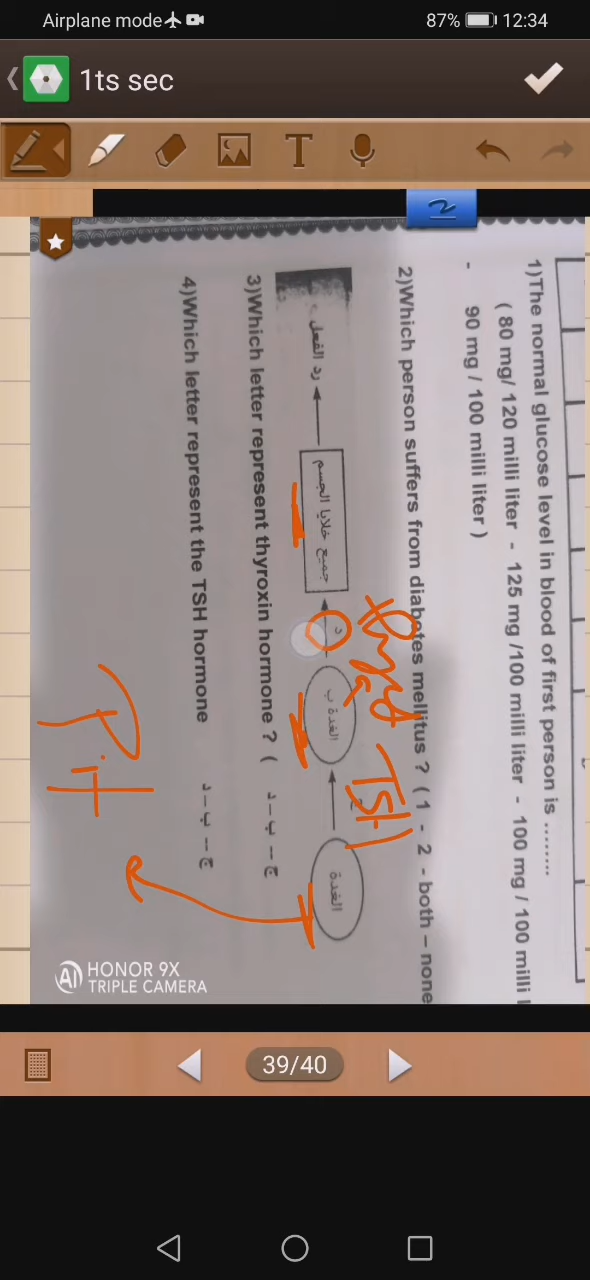 Airplane mode 87% 12:34
1ts sec
T
1)The normal glucose level in blood of first person is ........
( 80 mg/ 120 milli liter - 125 mg /100 milli liter - 100 mg / 100 milli l
- 90 mg / 100 milli liter )
2)Which person suffers from diabetes mellitus ? ( 1 - 2 - both – none
TSH
الغدة
الغدة ب
د
جميع خلايا الجسم
رد الفعل
3)Which letter represent thyroxin hormone ? ( ج – ب – د
4)Which letter represent the TSH hormone ج – ب – د
Pit
AI HONOR 9X
TRIPLE CAMERA
39/40